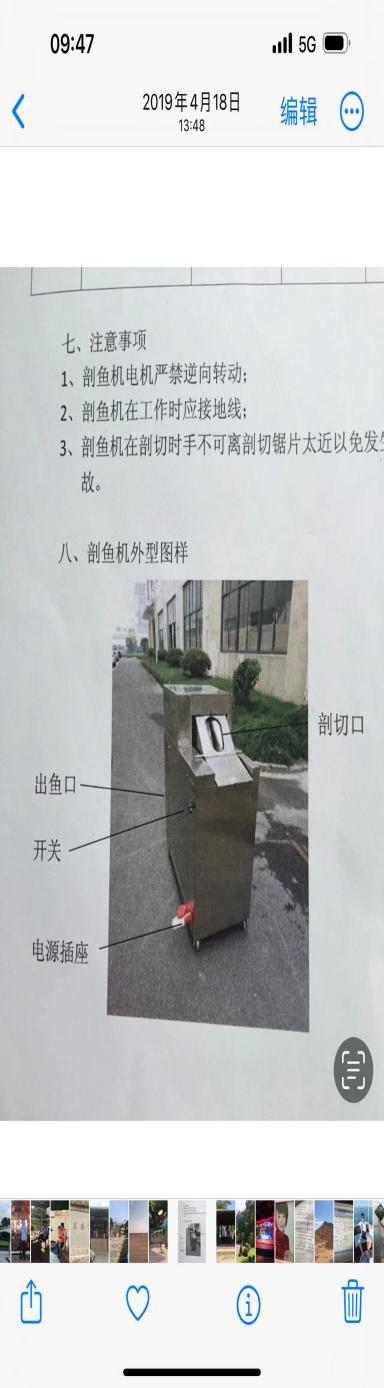 09:47
5G
2019年4月18日
编辑
13:48
七、注意事项
1、剖鱼机电机严禁逆向转动；
2、剖鱼机在工作时应接地线；
3、剖鱼机在剖切时手不可离剖切锯片太近以免发生
故。
八、剖鱼机外型图样
剖切口
出鱼口
开关
电源插座